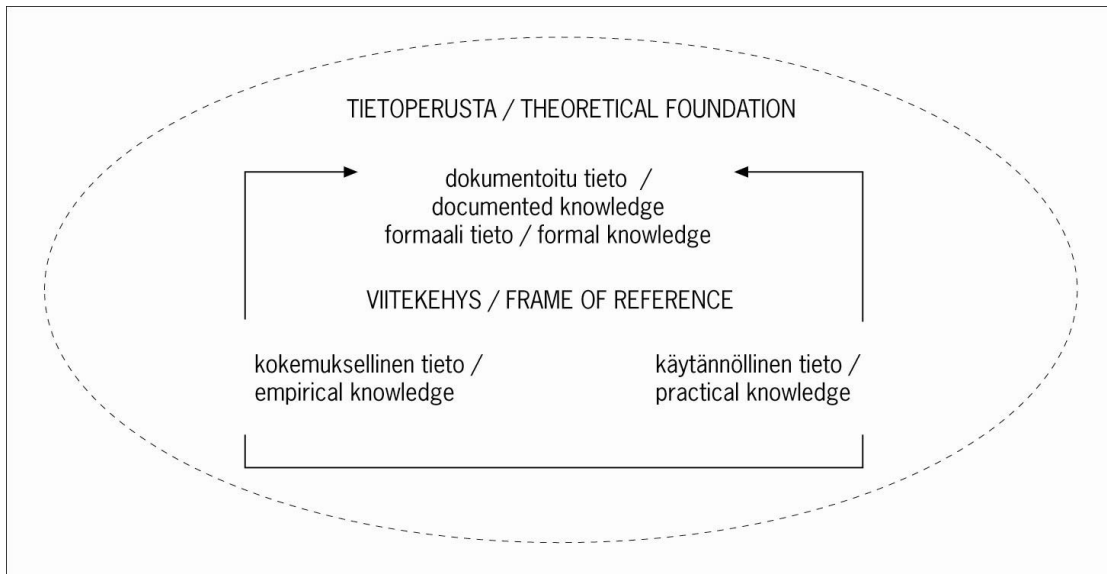 TIETOPERUSTA / THEORETICAL FOUNDATION
dokumentoitu tieto /
documented knowledge
formaali tieto / formal knowledge
VIITEKEHYS / FRAME OF REFERENCE
kokemuksellinen tieto /
empirical knowledge
käytännöllinen tieto /
practical knowledge